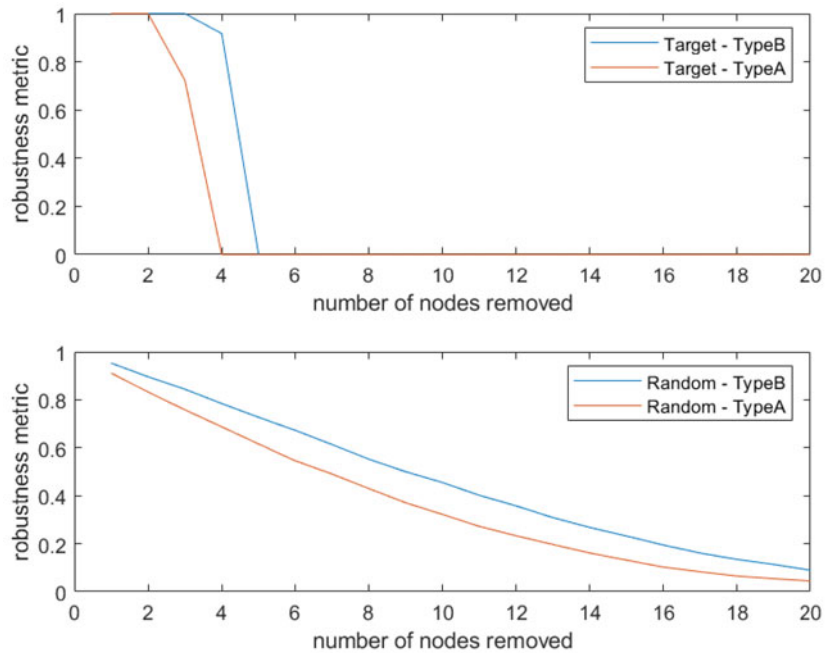 1
0.8
0.6
0.4
0.2
0
robustness metric
Target - TypeB
Target - TypeA
0 2 4 6 8 10 12 14 16 18 20
number of nodes removed
1
0.8
0.6
0.4
0.2
0
robustness metric
Random - TypeB
Random - TypeA
0 2 4 6 8 10 12 14 16 18 20
number of nodes removed